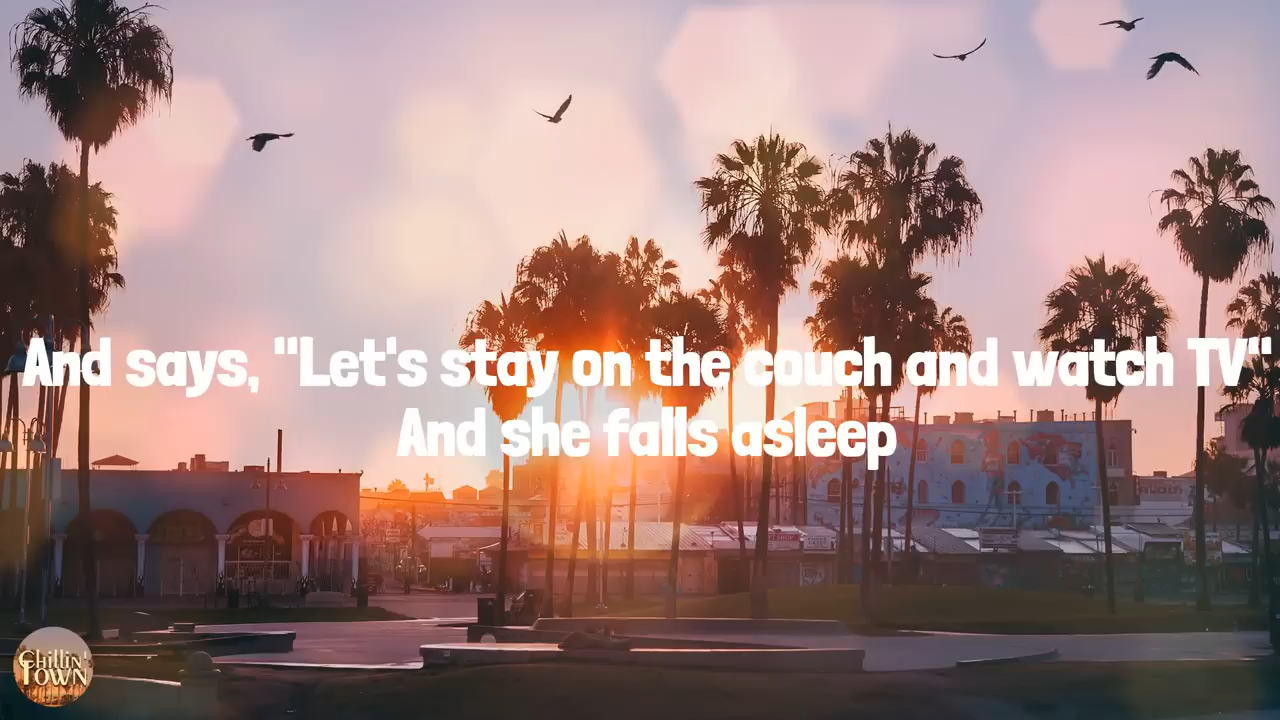 And says, "Let's stay on the couch and watch TV"
And she falls asleep
Chillin'
Town